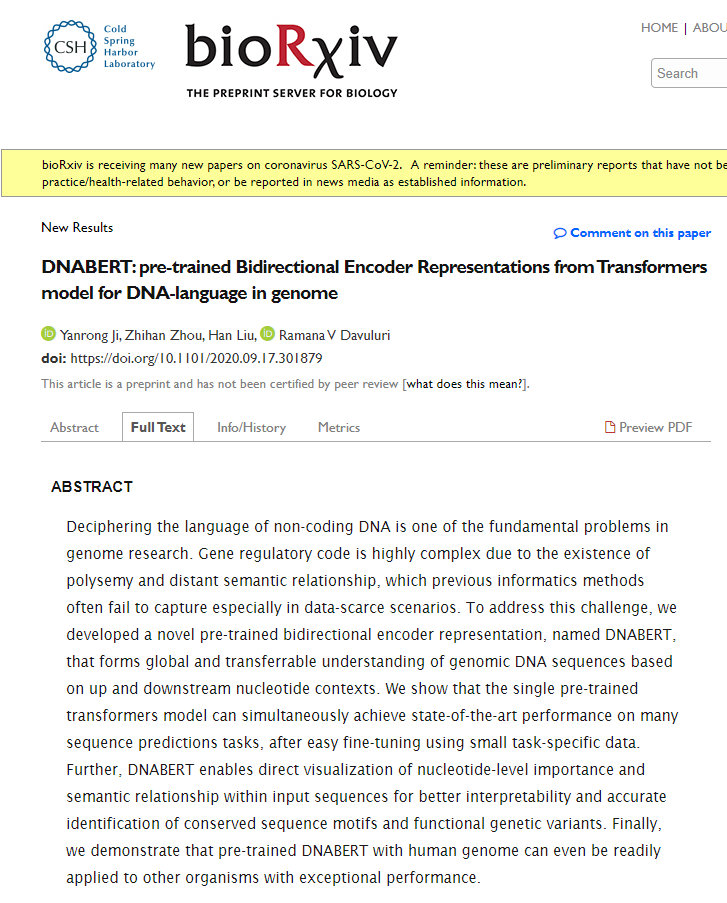 CSH
Cold
Spring
Harbor
Laboratory
bioRxiv
THE PREPRINT SERVER FOR BIOLOGY
HOME | ABOU
Search
bioRxiv is receiving many new papers on coronavirus SARS-CoV-2.   A reminder: these are preliminary reports that have not be
practice/health-related behavior, or be reported in news media as established information.
New Results
Comment on this paper
DNABERT: pre-trained Bidirectional Encoder Representations from Transformers
model for DNA-language in genome
iD Yanrong Ji, Zhihan Zhou, Han Liu, iD Ramana V Davuluri
doi: https://doi.org/10.1101/2020.09.17.301879
This article is a preprint and has not been certified by peer review [what does this mean?].
Abstract Full Text Info/History Metrics Preview PDF
ABSTRACT
Deciphering the language of non-coding DNA is one of the fundamental problems in
genome research. Gene regulatory code is highly complex due to the existence of
polysemy and distant semantic relationship, which previous informatics methods
often fail to capture especially in data-scarce scenarios. To address this challenge, we
developed a novel pre-trained bidirectional encoder representation, named DNABERT,
that forms global and transferrable understanding of genomic DNA sequences based
on up and downstream nucleotide contexts. We show that the single pre-trained
transformers model can simultaneously achieve state-of-the-art performance on many
sequence predictions tasks, after easy fine-tuning using small task-specific data.
Further, DNABERT enables direct visualization of nucleotide-level importance and
semantic relationship within input sequences for better interpretability and accurate
identification of conserved sequence motifs and functional genetic variants. Finally,
we demonstrate that pre-trained DNABERT with human genome can even be readily
applied to other organisms with exceptional performance.